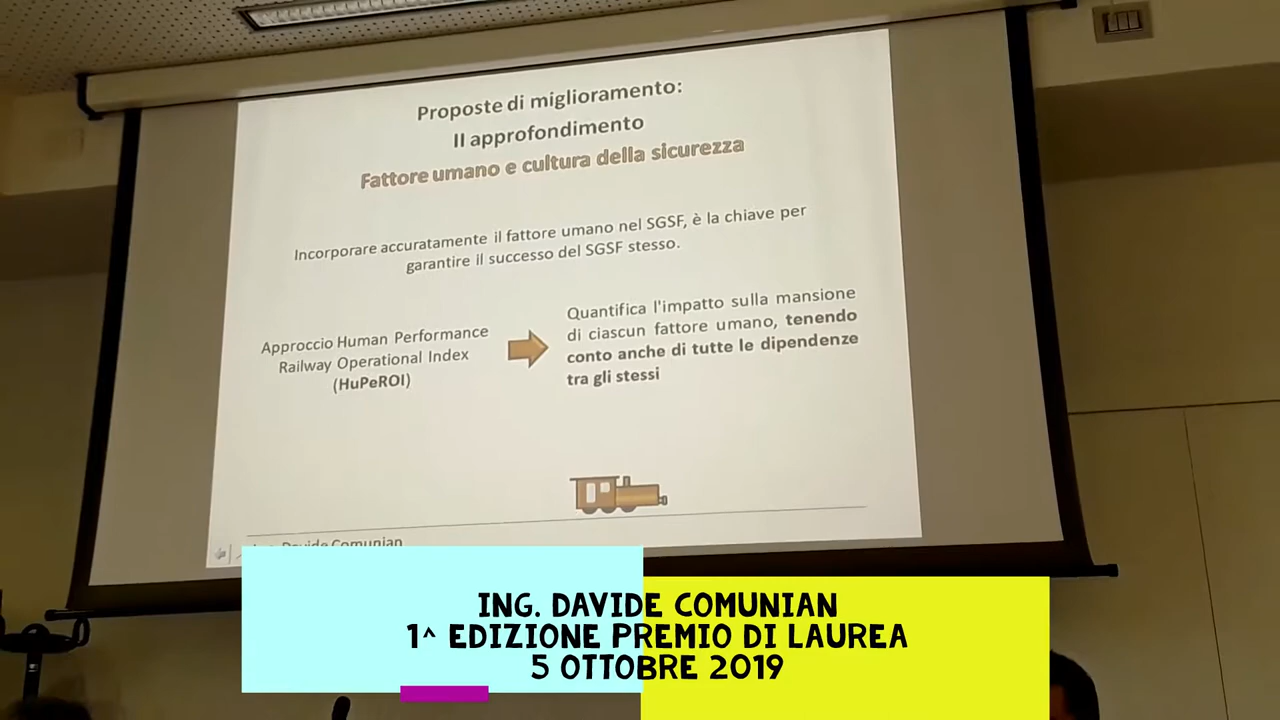 Proposte di miglioramento:
II approfondimento
Fattore umano e cultura della sicurezza
Incorporare accuratamente il fattore umano nel SGSF, è la chiave per
garantire il successo del SGSF stesso.
Approccio Human Performance
Railway Operational Index
(HuPeROI)
Quantifica l'impatto sulla mansione
di ciascun fattore umano, tenendo
conto anche di tutte le dipendenze
tra gli stessi
Davide Comunian
ING. DAVIDE COMUNIAN
1^ EDIZIONE PREMIO DI LAUREA
5 OTTOBRE 2019